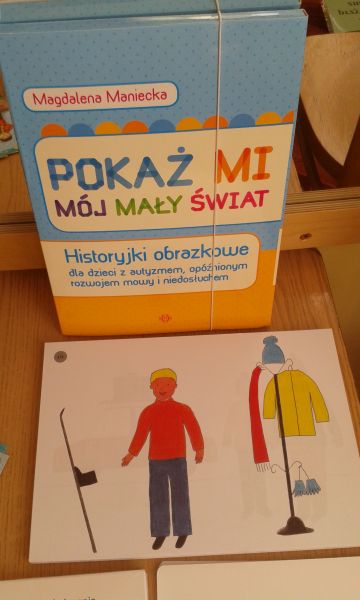 Magdalena Maniecka
POKAŻ MI
MÓJ MAŁY ŚWIAT
Historyjki obrazkowe
dla dzieci z autyzmem, opóźnionym
rozwojem mowy i niedosłuchem